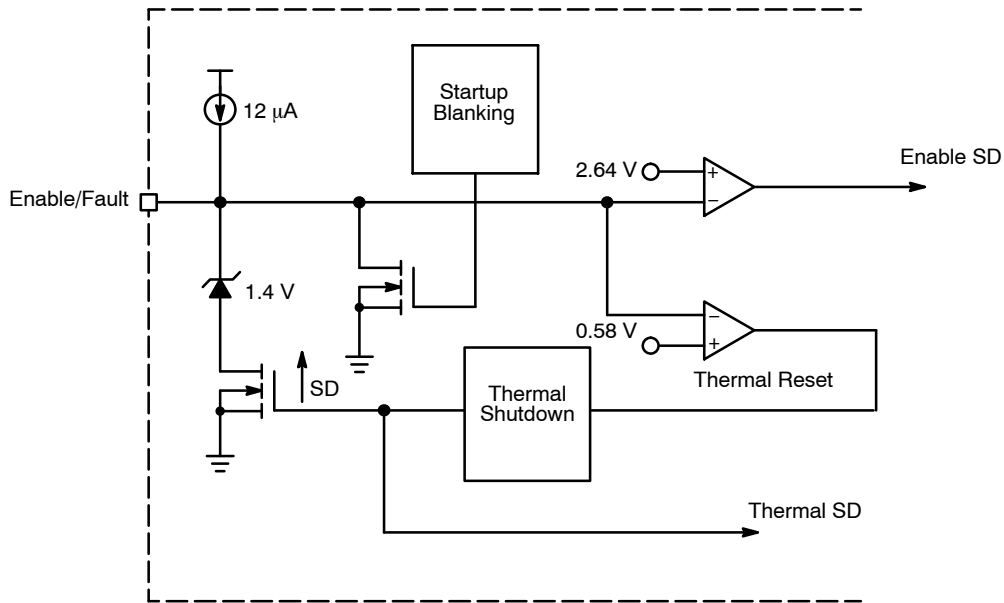 Startup
Blanking
12 μA
2.64 V
+
−
Enable SD
Enable/Fault
1.4 V
SD
−
0.58 V
+
Thermal Reset
Thermal
Shutdown
Thermal SD